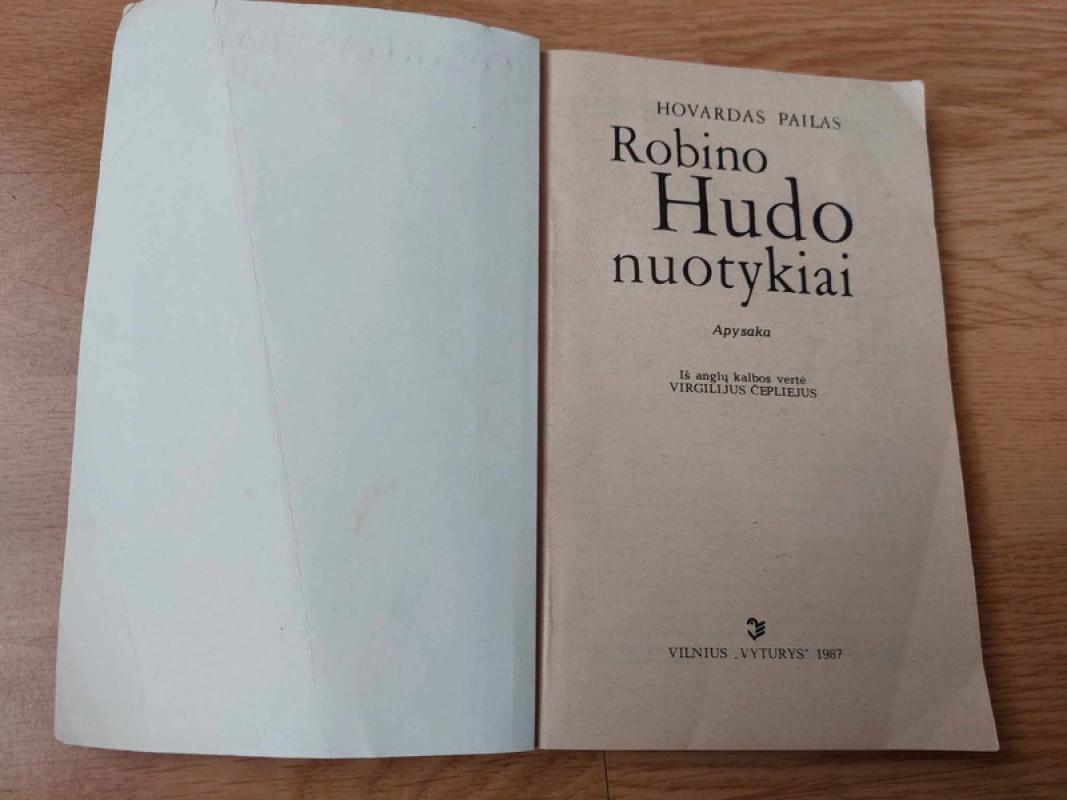 HOVARDAS PAILAS
Robino
Hudo
nuotykiai
Apysaka
Iš anglų kalbos vertė
VIRGILIJUS ČEPLIEJUS
VILNIUS „VYTURYS“ 1987